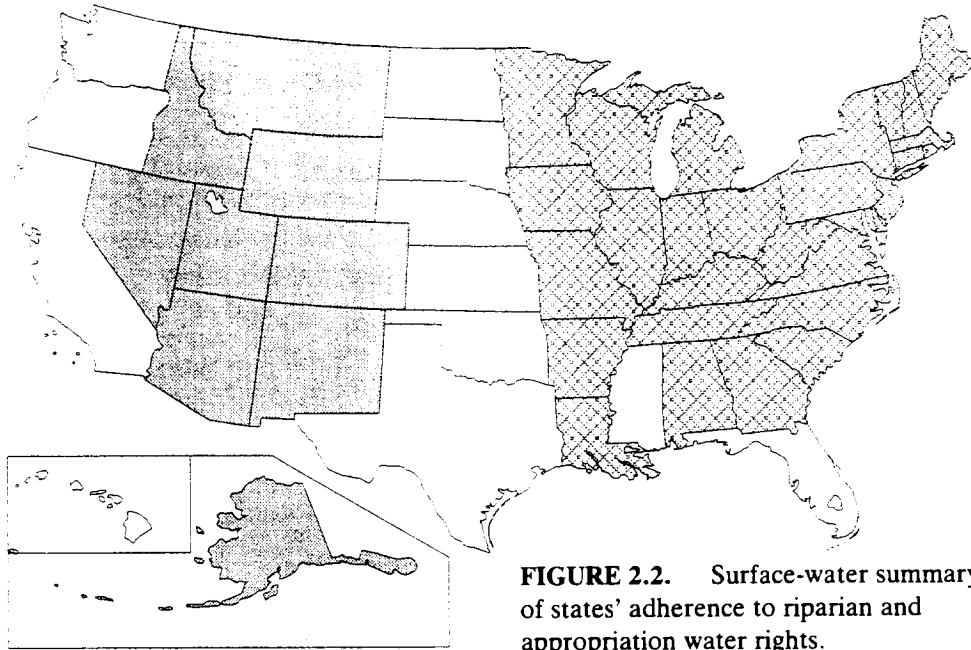 FIGURE 2.2. Surface-water summary
of states' adherence to riparian and
appropriation water rights.